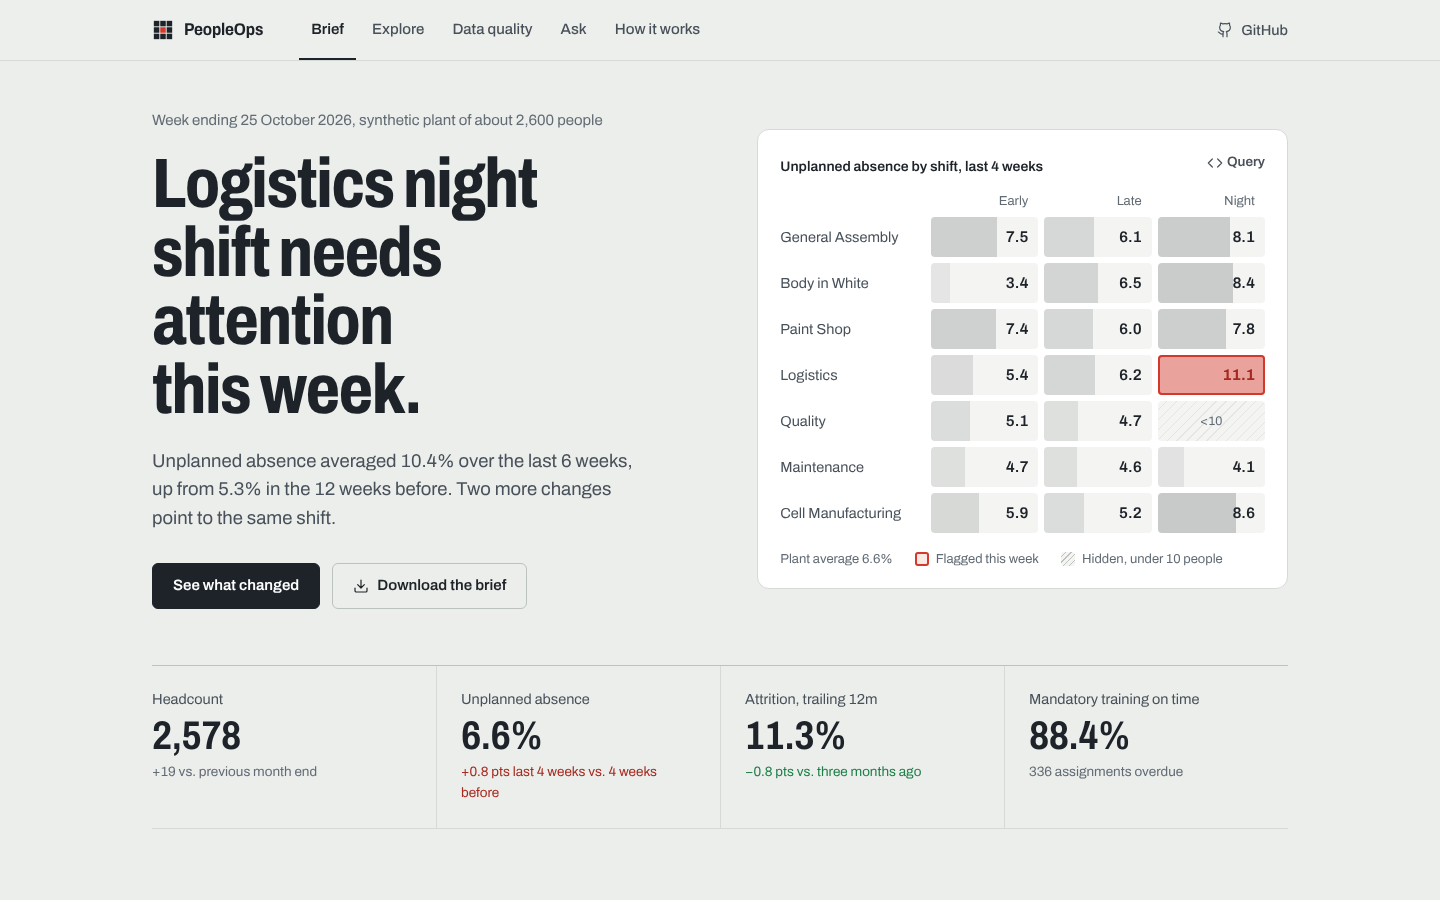 PeopleOps
Brief
Explore
Data quality
Ask
How it works
GitHub
Week ending 25 October 2026, synthetic plant of about 2,600 people
Logistics night
shift needs
attention
this week.
Unplanned absence averaged 10.4% over the last 6 weeks,
up from 5.3% in the 12 weeks before. Two more changes
point to the same shift.
See what changed
Download the brief
Unplanned absence by shift, last 4 weeks
Query
Early Late Night
General Assembly 7.5 6.1 8.1
Body in White 3.4 6.5 8.4
Paint Shop 7.4 6.0 7.8
Logistics 5.4 6.2 11.1
Quality 5.1 4.7 <10
Maintenance 4.7 4.6 4.1
Cell Manufacturing 5.9 5.2 8.6
Plant average 6.6% Flagged this week Hidden, under 10 people
Headcount
2,578
+19 vs. previous month end
Unplanned absence
6.6%
+0.8 pts last 4 weeks vs. 4 weeks
before
Attrition, trailing 12m
11.3%
−0.8 pts vs. three months ago
Mandatory training on time
88.4%
336 assignments overdue